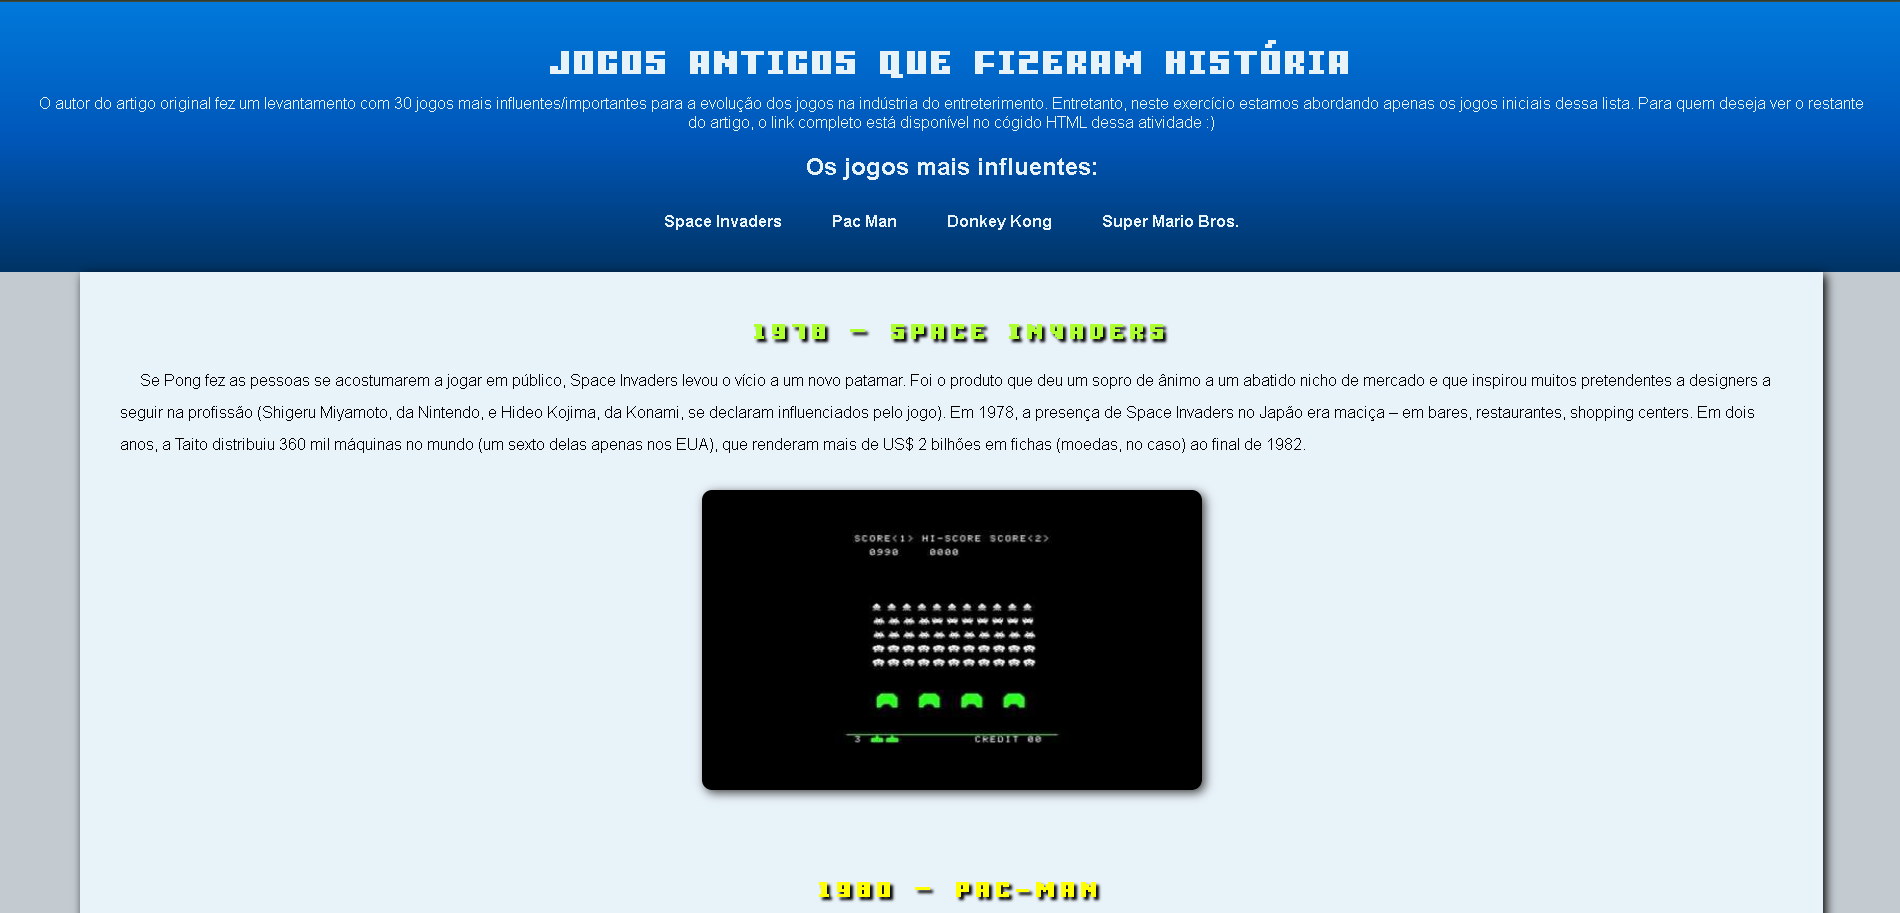 JOGOS ANTIGOS QUE FIZERAM HISTÓRIA
O autor do artigo original fez um levantamento com 30 jogos mais influentes/importantes para a evolução dos jogos na indústria do entreterimento. Entretanto, neste exercício estamos abordando apenas os jogos iniciais dessa lista. Para quem deseja ver o restante
do artigo, o link completo está disponível no cógido HTML dessa atividade :)
Os jogos mais influentes:
Space Invaders Pac Man Donkey Kong Super Mario Bros.
1978 – SPACE INVADERS
Se Pong fez as pessoas se acostumarem a jogar em público, Space Invaders levou o vício a um novo patamar. Foi o produto que deu um sopro de ânimo a um abatido nicho de mercado e que inspirou muitos pretendentes a designers a
seguir na profissão (Shigeru Miyamoto, da Nintendo, e Hideo Kojima, da Konami, se declaram influenciados pelo jogo). Em 1978, a presença de Space Invaders no Japão era maciça – em bares, restaurantes, shopping centers. Em dois
anos, a Taito distribuiu 360 mil máquinas no mundo (um sexto delas apenas nos EUA), que renderam mais de US$ 2 bilhões em fichas (moedas, no caso) ao final de 1982.
SCORE<1> HI-SCORE SCORE<2>
0990 0000
3 CREDIT 00
1980 – PAC-MAN